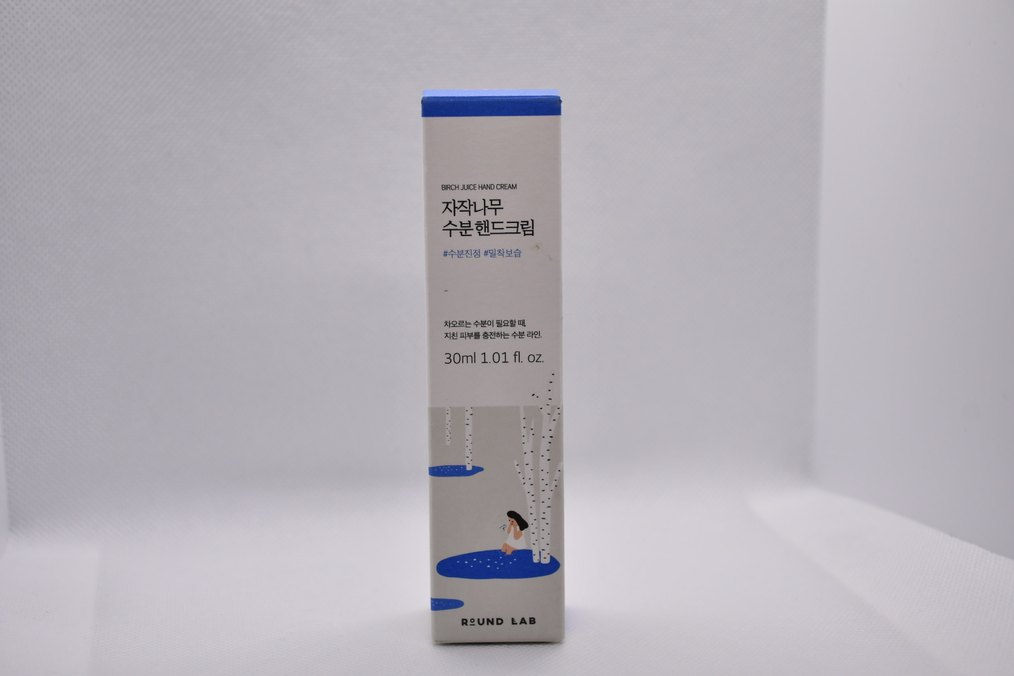 BIRCH JUICE HAND CREAM
자작나무
수분 핸드크림
#수분진정 #밀착보습
차오르는 수분이 필요할 때,
지친 피부를 충전하는 수분 라인.
30ml 1.01 fl. oz.
ROUND LAB